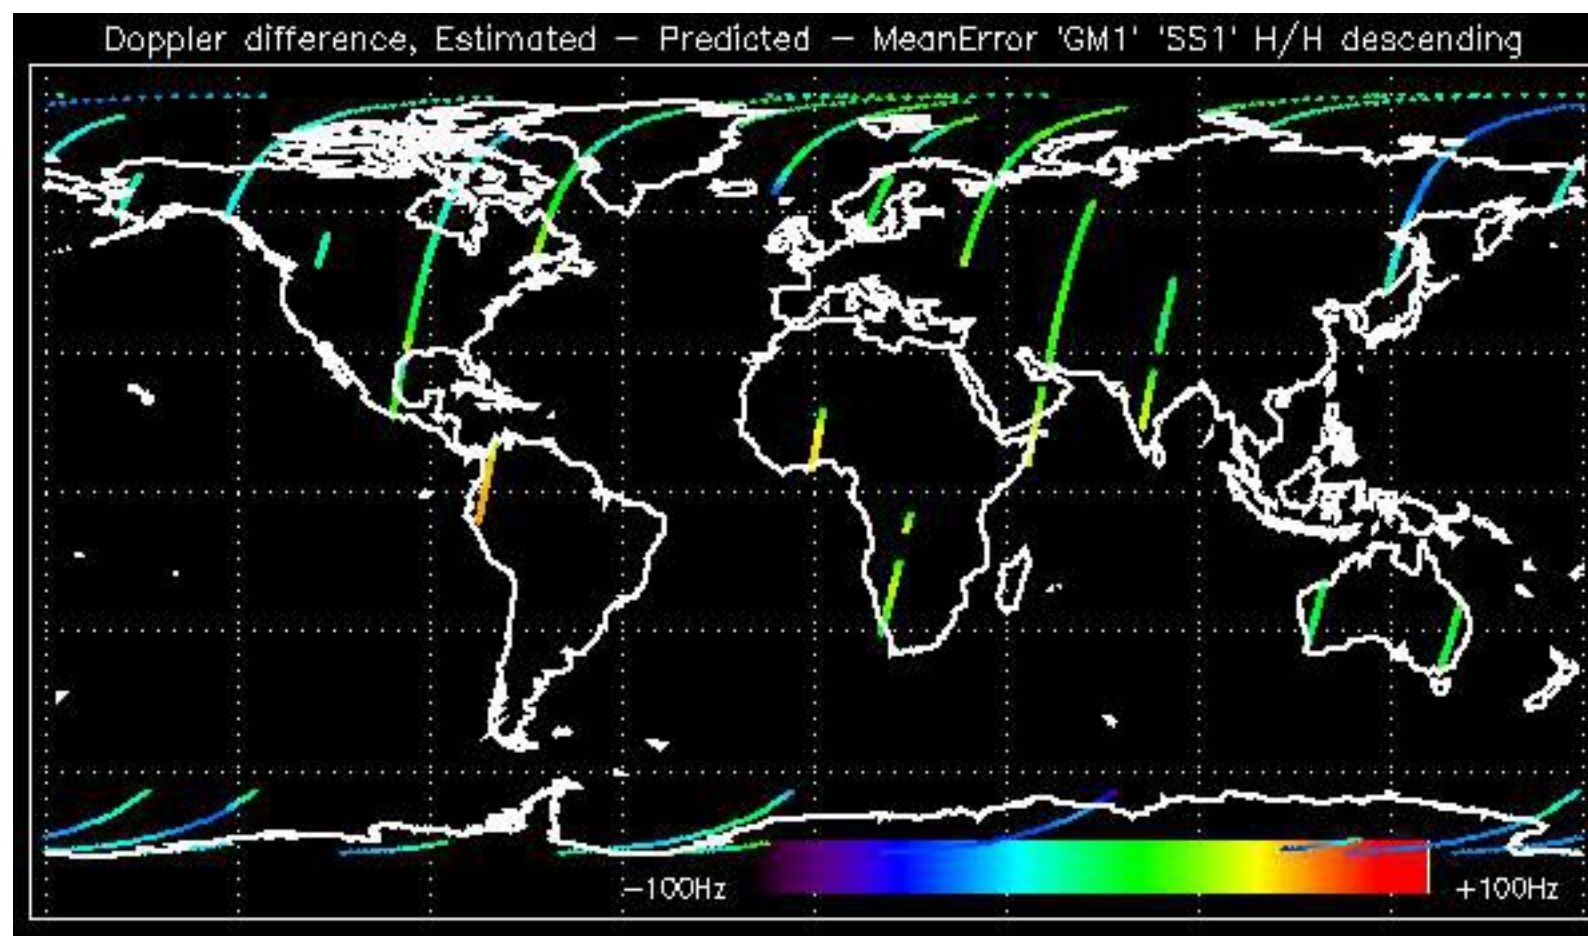 Doppler difference, Estimated - Predicted - MeanError 'GM1' 'SS1' H/H descending
-100Hz +100Hz